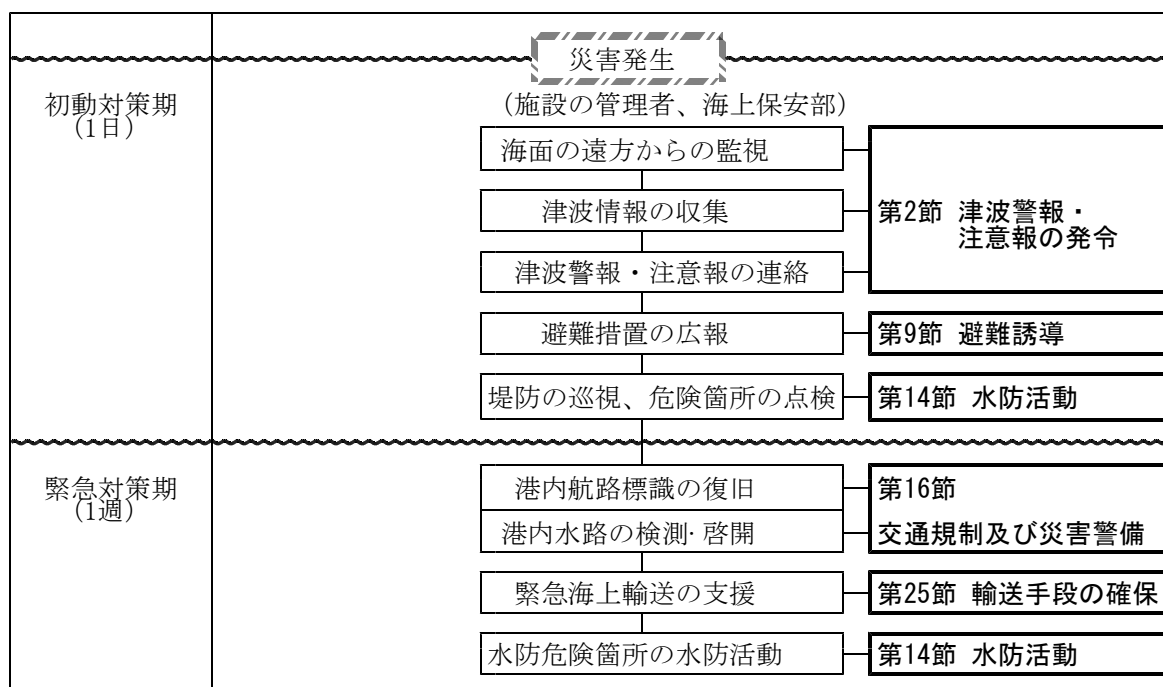 災害発生
初動対策期
(1日)
(施設の管理者、海上保安部)
海面の遠方からの監視
津波情報の収集
津波警報・注意報の連絡
第2節 津波警報・
注意報の発令
避難措置の広報
第9節 避難誘導
堤防の巡視、危険箇所の点検
第14節 水防活動
緊急対策期
(1週)
港内航路標識の復旧
港内水路の検測･啓開
第16節
交通規制及び災害警備
緊急海上輸送の支援
第25節 輸送手段の確保
水防危険箇所の水防活動
第14節 水防活動